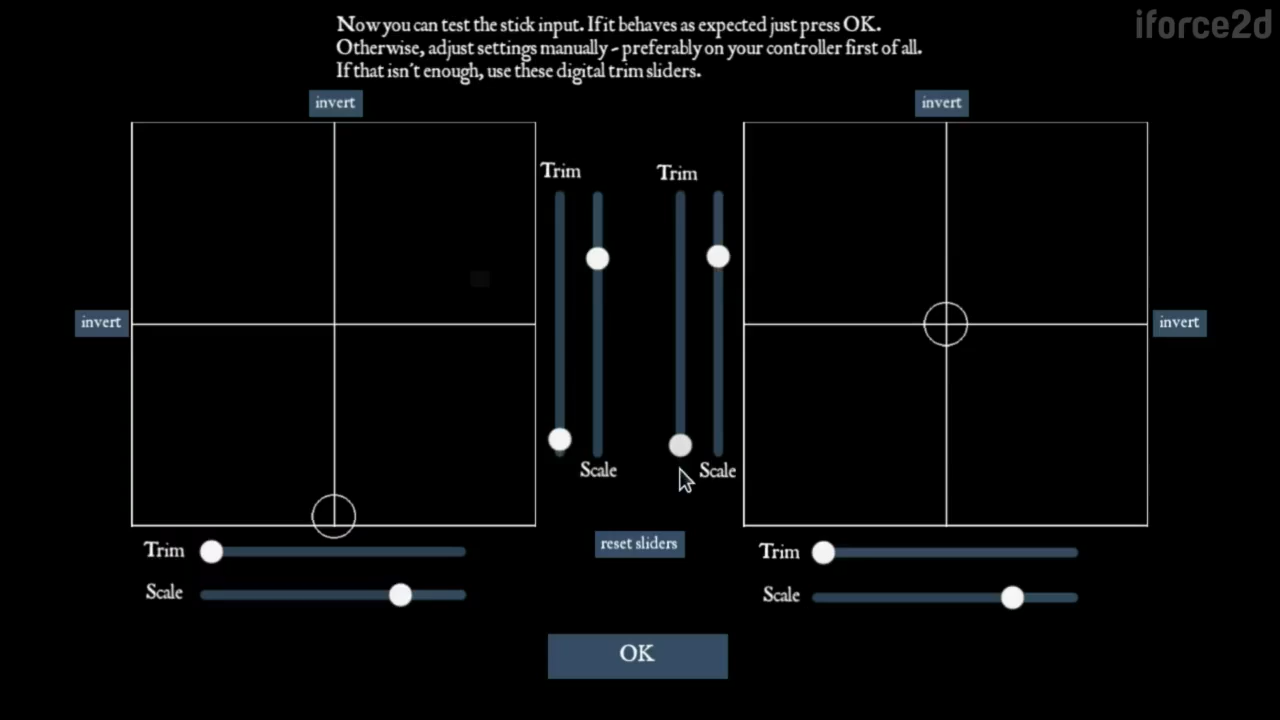 Now you can test the stick input. If it behaves as expected just press OK.
Otherwise, adjust settings manually - preferably on your controller first of all.
If that isn't enough, use these digital trim sliders.
iforce2d
invert
invert
Trim
Trim
invert
invert
Scale
Scale
reset sliders
Trim
Trim
Scale
Scale
OK